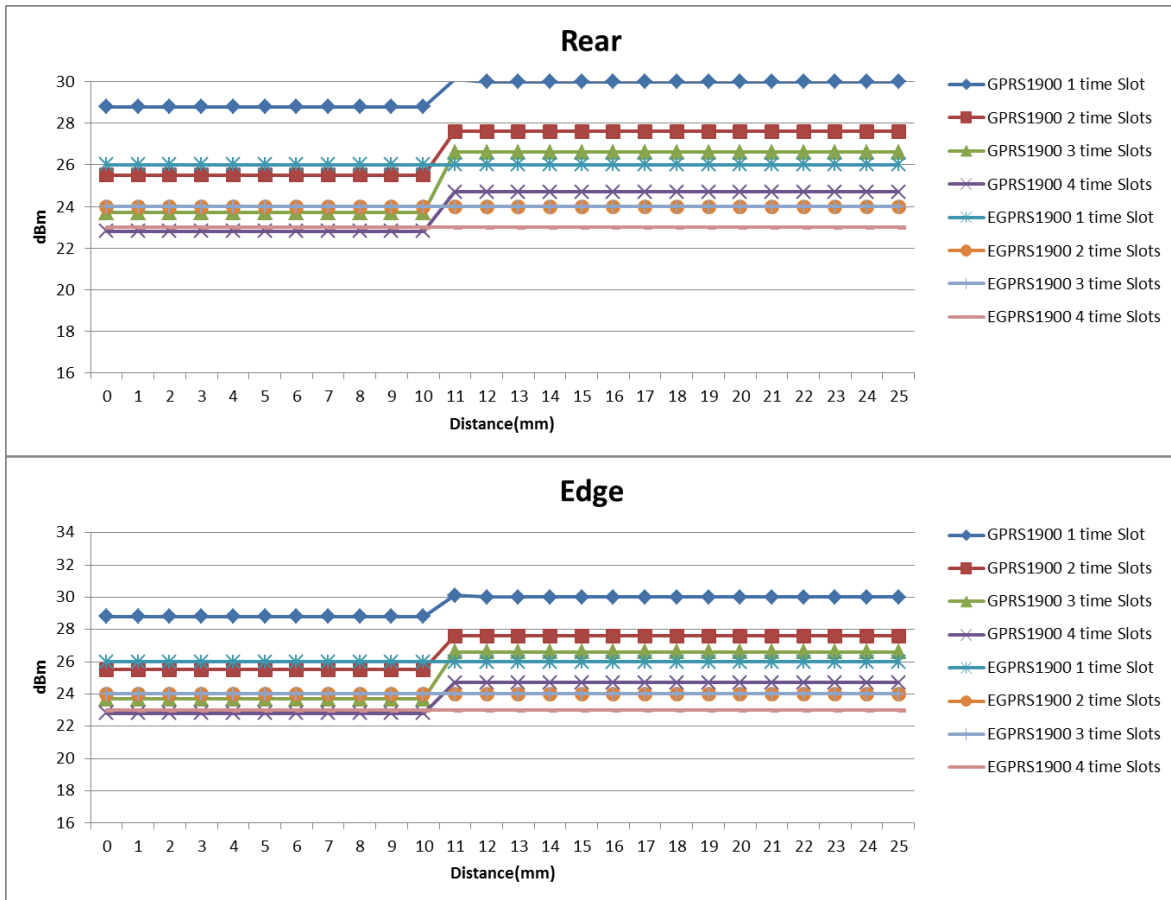 Rear
30
28
26
24
22
20
18
16
dBm
0 1 2 3 4 5 6 7 8 9 10 11 12 13 14 15 16 17 18 19 20 21 22 23 24 25
Distance(mm)
GPRS1900 1 time Slot
GPRS1900 2 time Slots
GPRS1900 3 time Slots
GPRS1900 4 time Slots
EGPRS1900 1 time Slot
EGPRS1900 2 time Slots
EGPRS1900 3 time Slots
EGPRS1900 4 time Slots
Edge
34
32
30
28
26
24
22
20
18
16
dBm
0 1 2 3 4 5 6 7 8 9 10 11 12 13 14 15 16 17 18 19 20 21 22 23 24 25
Distance(mm)
GPRS1900 1 time Slot
GPRS1900 2 time Slots
GPRS1900 3 time Slots
GPRS1900 4 time Slots
EGPRS1900 1 time Slot
EGPRS1900 2 time Slots
EGPRS1900 3 time Slots
EGPRS1900 4 time Slots